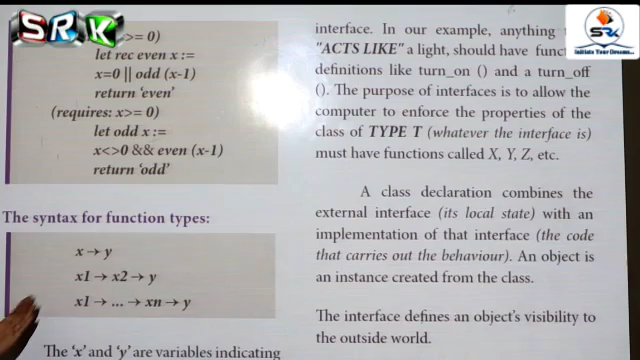 SRK
>= 0)
let rec even x :=
x=0 || odd (x-1)
return 'even'
(requires: x>= 0)
let odd x :=
x<>0 && even (x-1)
return 'odd'
The syntax for function types:
x → y
x1 → x2 → y
x1 → ... → xn → y
The 'x' and 'y' are variables indicating
interface. In our example, anything
"ACTS LIKE" a light, should have
definitions like turn_on () and a turn_off
(). The purpose of interfaces is to allow the
computer to enforce the properties of the
class of TYPE T (whatever the interface is)
must have functions called X, Y, Z, etc.
A class declaration combines the
external interface (its local state) with an
implementation of that interface (the code
that carries out the behaviour). An object is
an instance created from the class.
The interface defines an object's visibility to
the outside world.
SRK
Initiate Your Dreams...